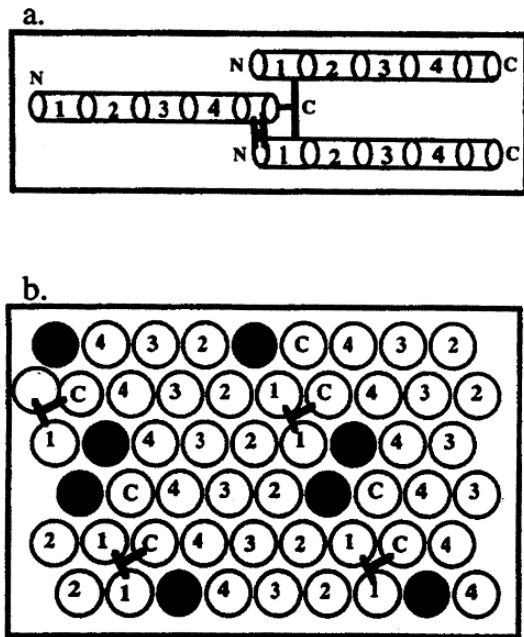 a.
N 1 2 3 4 C
N
1 2 3 4 C
N 1 2 3 4 C
b.
4 3 2 C 4 3 2
C 4 3 2 1 C 4 3 2
1 4 3 2 1 4 3
C 4 3 2 C 4 3
2 1 C 4 3 2 1 C 4
2 1 4 3 2 1 4